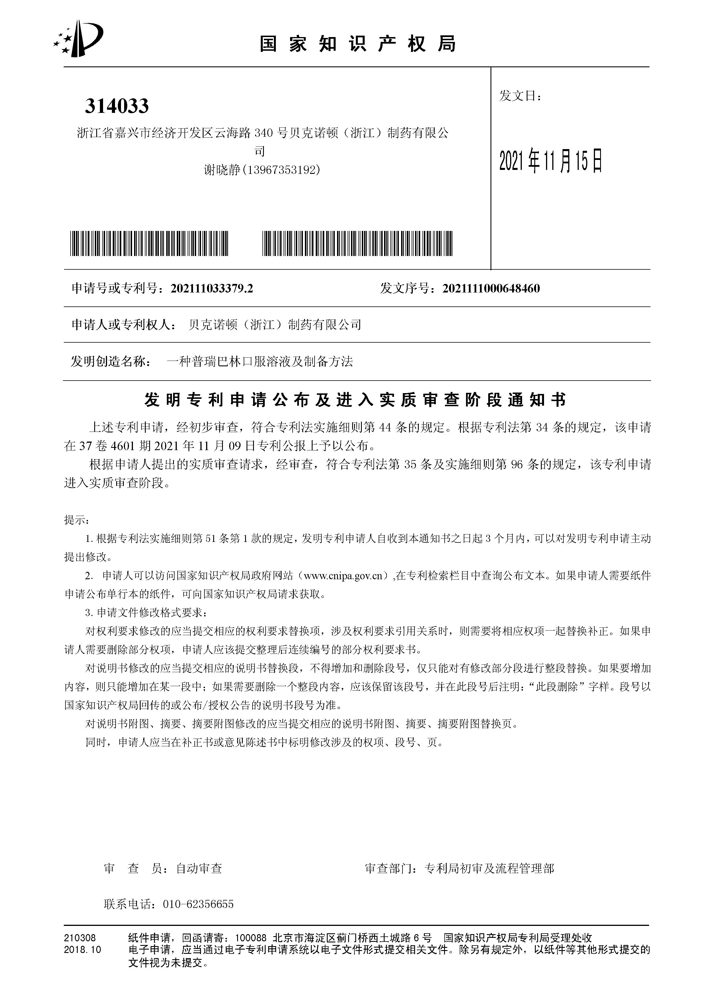 国家知识产权局
314033
浙江省嘉兴市经济开发区云海路 340 号贝克诺顿（浙江）制药有限公
司
谢晓静(13967353192)
发文日：
2021 年 11 月 15 日
申请号或专利号：202111033379.2
发文序号：2021111000648460
申请人或专利权人： 贝克诺顿（浙江）制药有限公司
发明创造名称： 一种普瑞巴林口服溶液及制备方法
发明专利申请公布及进入实质审查阶段通知书
上述专利申请，经初步审查，符合专利法实施细则第 44 条的规定。根据专利法第 34 条的规定，该申请
在 37 卷 4601 期 2021 年 11 月 09 日专利公报上予以公布。
根据申请人提出的实质审查请求，经审查，符合专利法第 35 条及实施细则第 96 条的规定，该专利申请
进入实质审查阶段。
提示：
1. 根据专利法实施细则第 51 条第 1 款的规定，发明专利申请人自收到本通知书之日起 3 个月内，可以对发明专利申请主动
提出修改。
2. 申请人可以访问国家知识产权局政府网站（www.cnipa.gov.cn）,在专利检索栏目中查询公布文本。如果申请人需要纸件
申请公布单行本的纸件，可向国家知识产权局请求获取。
3. 申请文件修改格式要求：
对权利要求修改的应当提交相应的权利要求替换项，涉及权利要求引用关系时，则需要将相应权项一起替换补正。如果申
请人需要删除部分权项，申请人应该提交整理后连续编号的部分权利要求书。
对说明书修改的应当提交相应的说明书替换段，不得增加和删除段号，仅只能对有修改部分段进行整段替换。如果要增加
内容，则只能增加在某一段中；如果需要删除一个整段内容，应该保留该段号，并在此段号后注明：“此段删除”字样。段号以
国家知识产权局回传的或公布/授权公告的说明书段号为准。
对说明书附图、摘要、摘要附图修改的应当提交相应的说明书附图、摘要、摘要附图替换页。
同时，申请人应当在补正书或意见陈述书中标明修改涉及的权项、段号、页。
审 查 员：自动审查
审查部门：专利局初审及流程管理部
联系电话：010-62356655
210308 纸件申请，回函请寄：100088 北京市海淀区蓟门桥西土城路 6 号 国家知识产权局专利局受理处收
2018.10 电子申请，应当通过电子专利申请系统以电子文件形式提交相关文件。除另有规定外，以纸件等其他形式提交的
文件视为未提交。